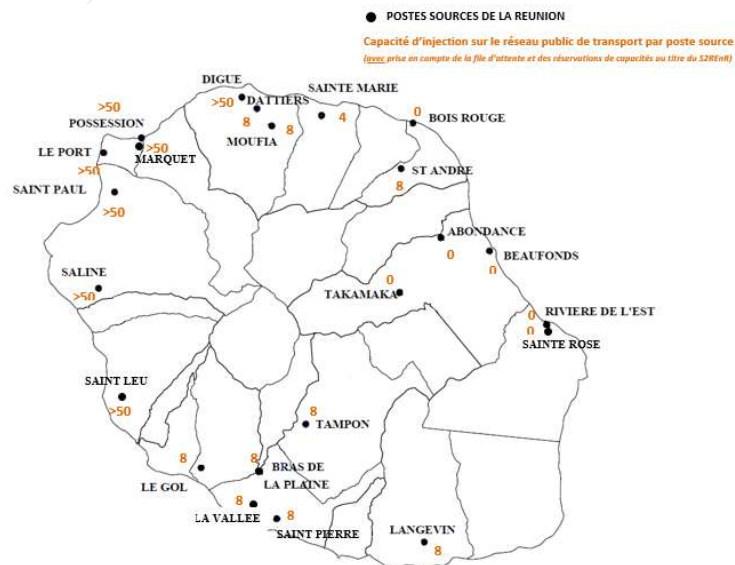 POSTES SOURCES DE LA REUNION
Capacité d'injection sur le réseau public de transport par poste source
(avec prise en compte de la file d'attente et des réservations de capacités au titre du S2REnR)
DIGUE
>50
DATTIERS
8
MOUFIA
8
SAINTE MARIE
4
0
BOIS ROUGE
>50
POSSESSION
>50
MARQUET
LE PORT
>50
ST ANDRE
8
SAINT PAUL
>50
ABONDANCE
0
BEAUFONDS
0
SALINE
>50
0
TAKAMAKA
0
RIVIERE DE L'EST
0
SAINTE ROSE
SAINT LEU
>50
8
TAMPON
8
LE GOL
8
BRAS DE
LA PLAINE
8
LA VALLEE
8
SAINT PIERRE
LANGEVIN
8